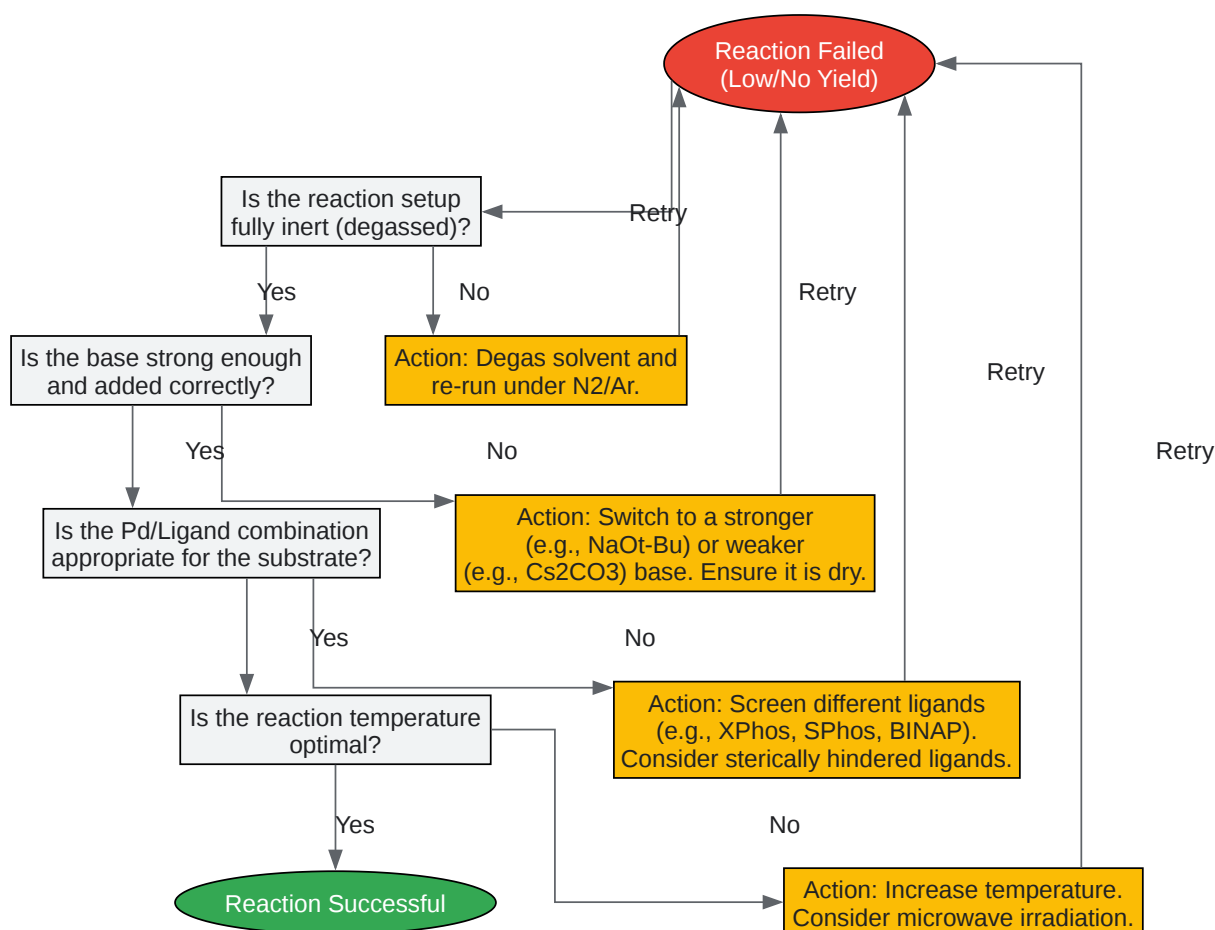 Reaction Failed
(Low/No Yield)
Is the reaction setup
fully inert (degassed)?
Retry
Yes
No
Retry
Is the base strong enough
and added correctly?
Action: Degas solvent and
re-run under N2/Ar.
Retry
Yes
No
Retry
Is the Pd/Ligand combination
appropriate for the substrate?
Action: Switch to a stronger
(e.g., NaOt-Bu) or weaker
(e.g., Cs2CO3) base. Ensure it is dry.
Yes
No
Is the reaction temperature
optimal?
Action: Screen different ligands
(e.g., XPhos, SPhos, BINAP).
Consider sterically hindered ligands.
Yes
No
Reaction Successful
Action: Increase temperature.
Consider microwave irradiation.